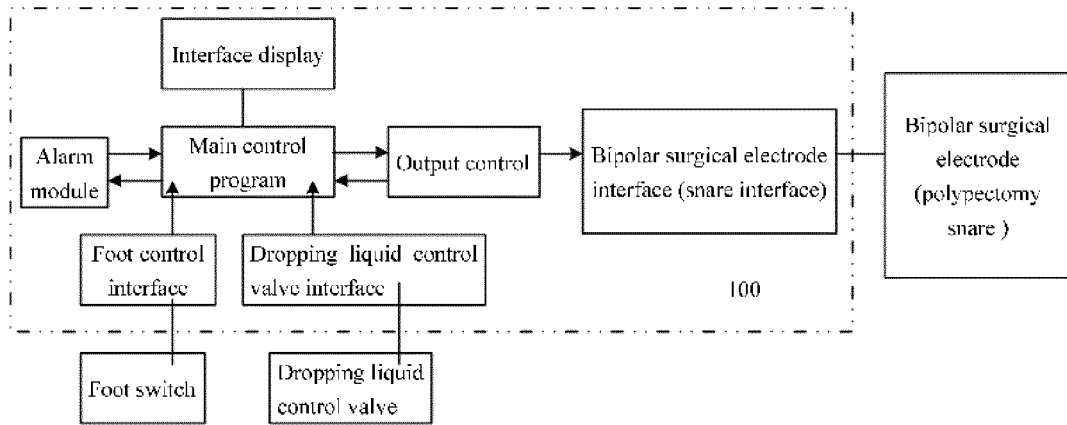 Interface display
Alarm
module
Main control
program
Output control
Bipolar surgical electrode
interface (snare interface)
Bipolar surgical
electrode
(polypectomy
snare )
Foot control
interface
Dropping liquid control
valve interface
100
Foot switch
Dropping liquid
control valve